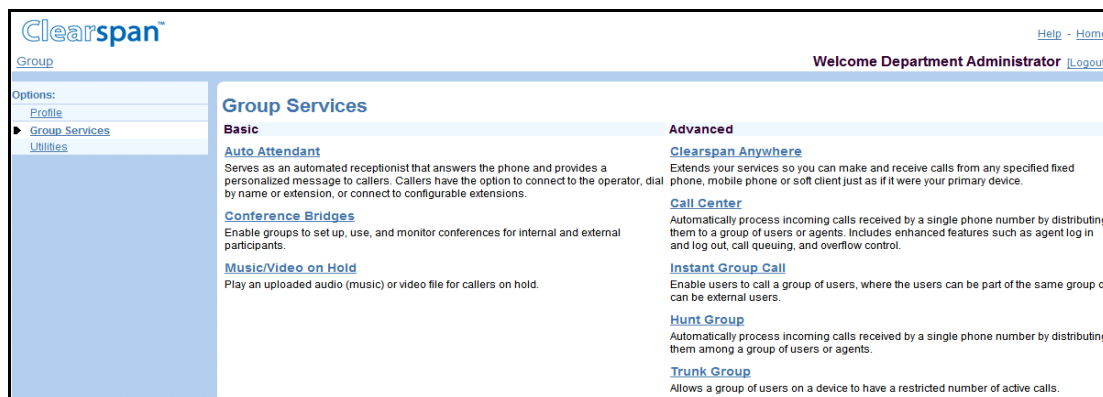 Clearspan™
Help - Home
Group
Welcome Department Administrator [Logout
Options:
Profile
Group Services
Utilities
Group Services
Basic
Auto Attendant
Serves as an automated receptionist that answers the phone and provides a
personalized message to callers. Callers have the option to connect to the operator, dial
by name or extension, or connect to configurable extensions.
Conference Bridges
Enable groups to set up, use, and monitor conferences for internal and external
participants.
Music/Video on Hold
Play an uploaded audio (music) or video file for callers on hold.
Advanced
Clearspan Anywhere
Extends your services so you can make and receive calls from any specified fixed
phone, mobile phone or soft client just as if it were your primary device.
Call Center
Automatically process incoming calls received by a single phone number by distributing
them to a group of users or agents. Includes enhanced features such as agent log in
and log out, call queuing, and overflow control.
Instant Group Call
Enable users to call a group of users, where the users can be part of the same group
can be external users.
Hunt Group
Automatically process incoming calls received by a single phone number by distributing
them among a group of users or agents.
Trunk Group
Allows a group of users on a device to have a restricted number of active calls.